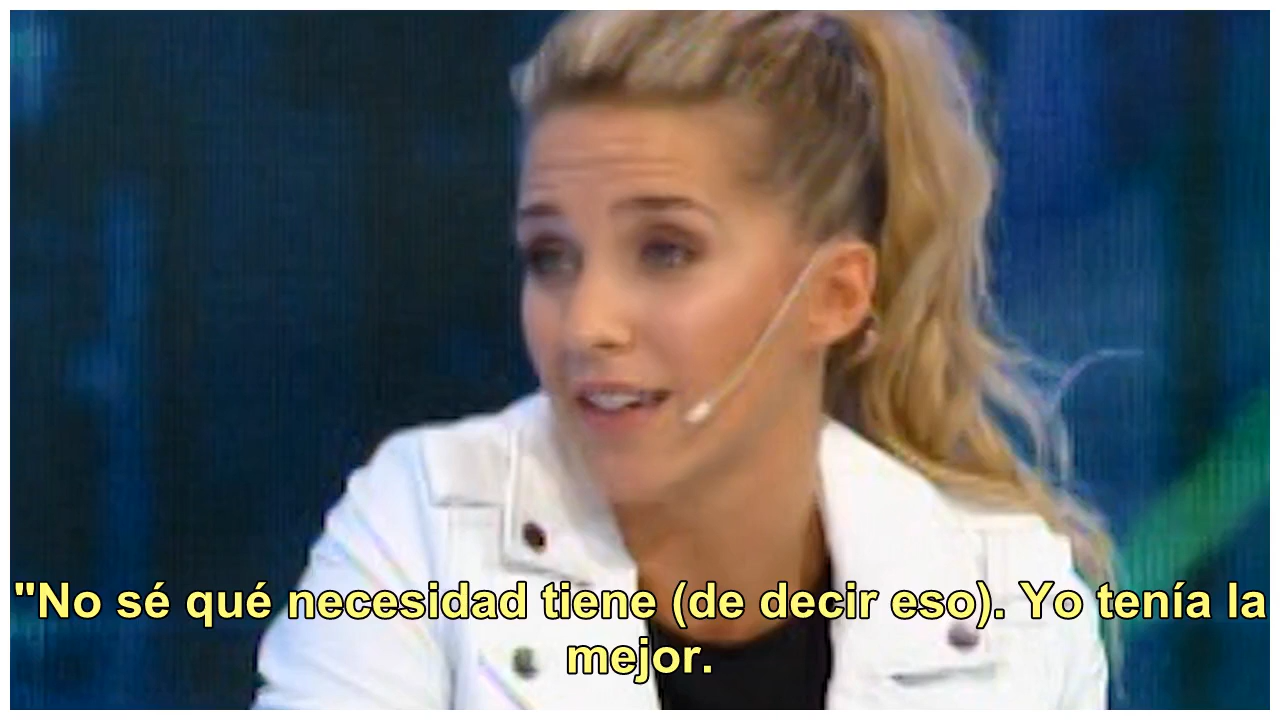 "No sé qué necesidad tiene (de decir eso). Yo tenía la
mejor.